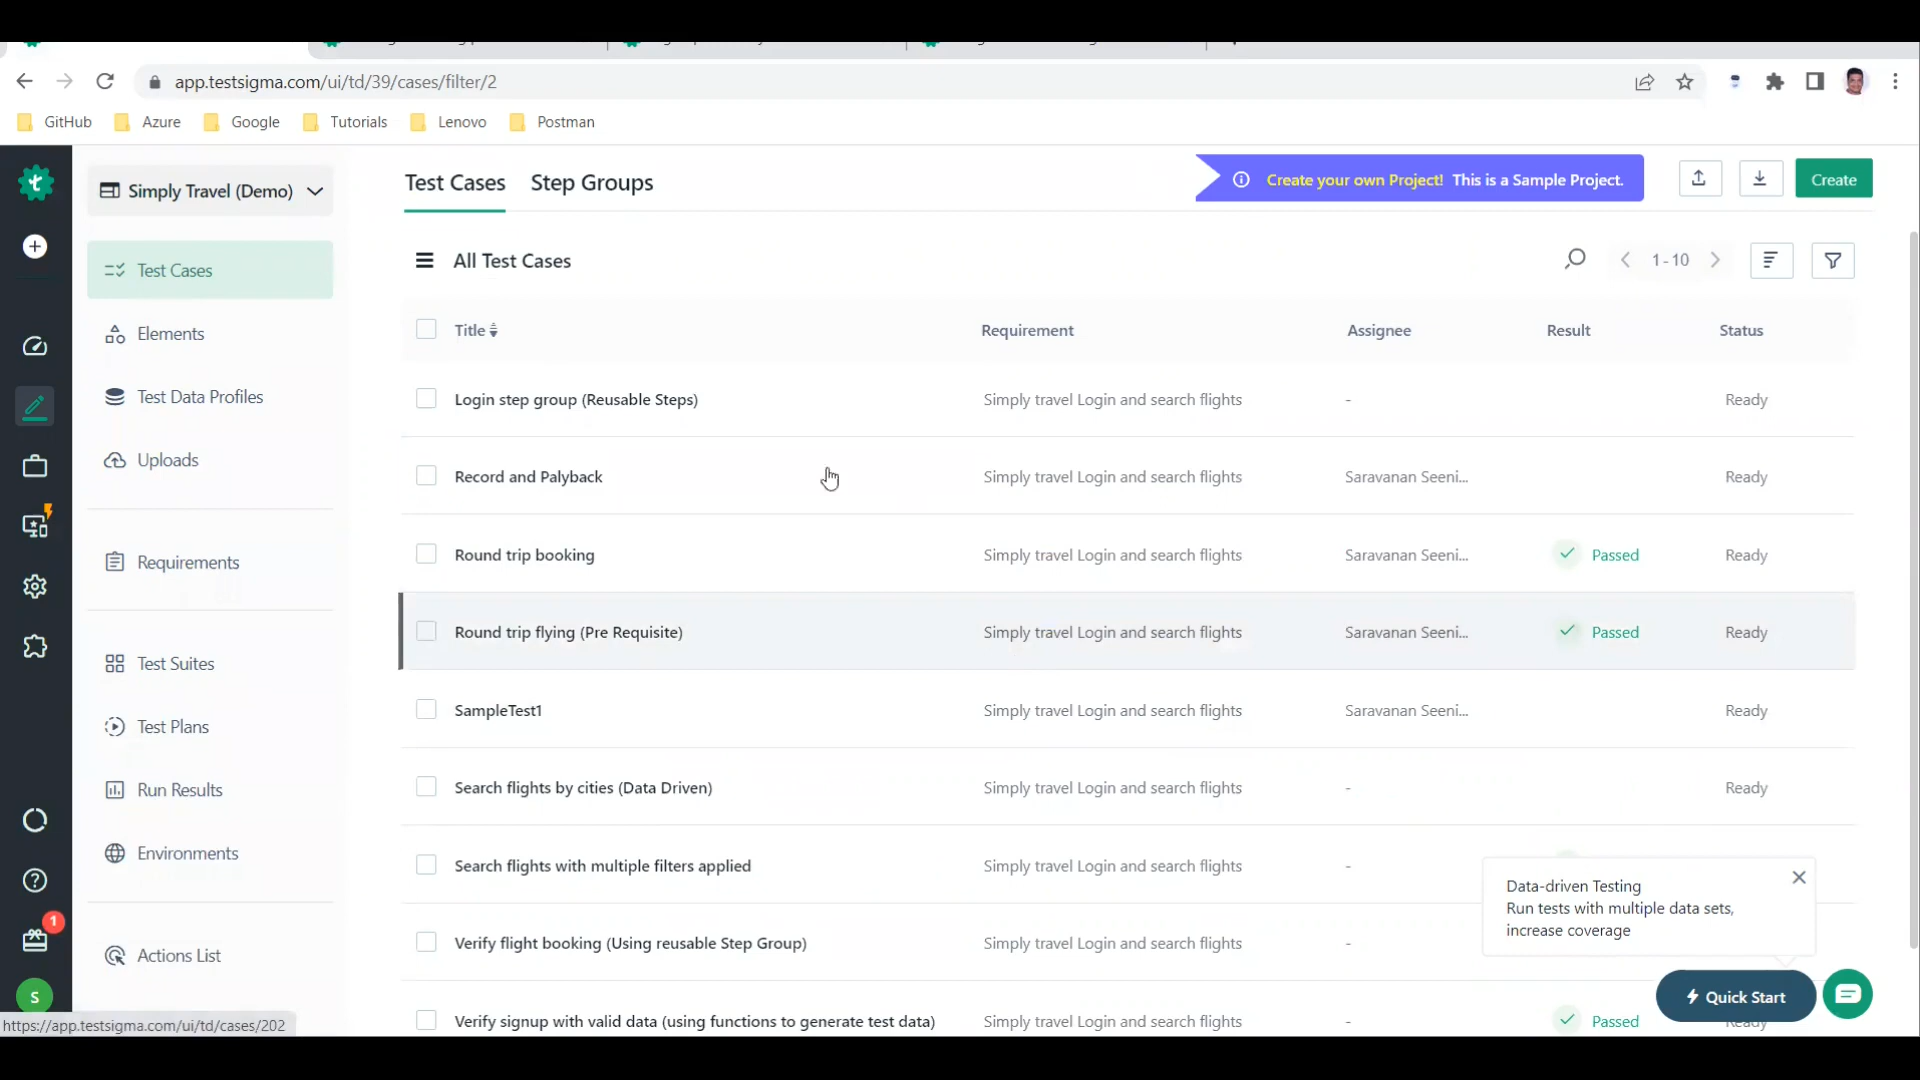 app.testsigma.com/ui/td/39/cases/filter/2
GitHub Azure Google Tutorials Lenovo Postman
Simply Travel (Demo)
Test Cases
Elements
Test Data Profiles
Uploads
Requirements
Test Suites
Test Plans
Run Results
Environments
Actions List
1
S
https://app.testsigma.com/ui/td/cases/202
Test Cases Step Groups
Create your own Project! This is a Sample Project.
Create
All Test Cases
1 - 10
Title Requirement Assignee Result Status
Login step group (Reusable Steps) Simply travel Login and search flights - Ready
Record and Palyback Simply travel Login and search flights Saravanan Seeni... Ready
Round trip booking Simply travel Login and search flights Saravanan Seeni... Passed Ready
Round trip flying (Pre Requisite) Simply travel Login and search flights Saravanan Seeni... Passed Ready
SampleTest1 Simply travel Login and search flights Saravanan Seeni... Ready
Search flights by cities (Data Driven) Simply travel Login and search flights - Ready
Search flights with multiple filters applied Simply travel Login and search flights -
Verify flight booking (Using reusable Step Group) Simply travel Login and search flights -
Verify signup with valid data (using functions to generate test data) Simply travel Login and search flights - Passed Ready
Data-driven Testing
Run tests with multiple data sets,
increase coverage
Quick Start